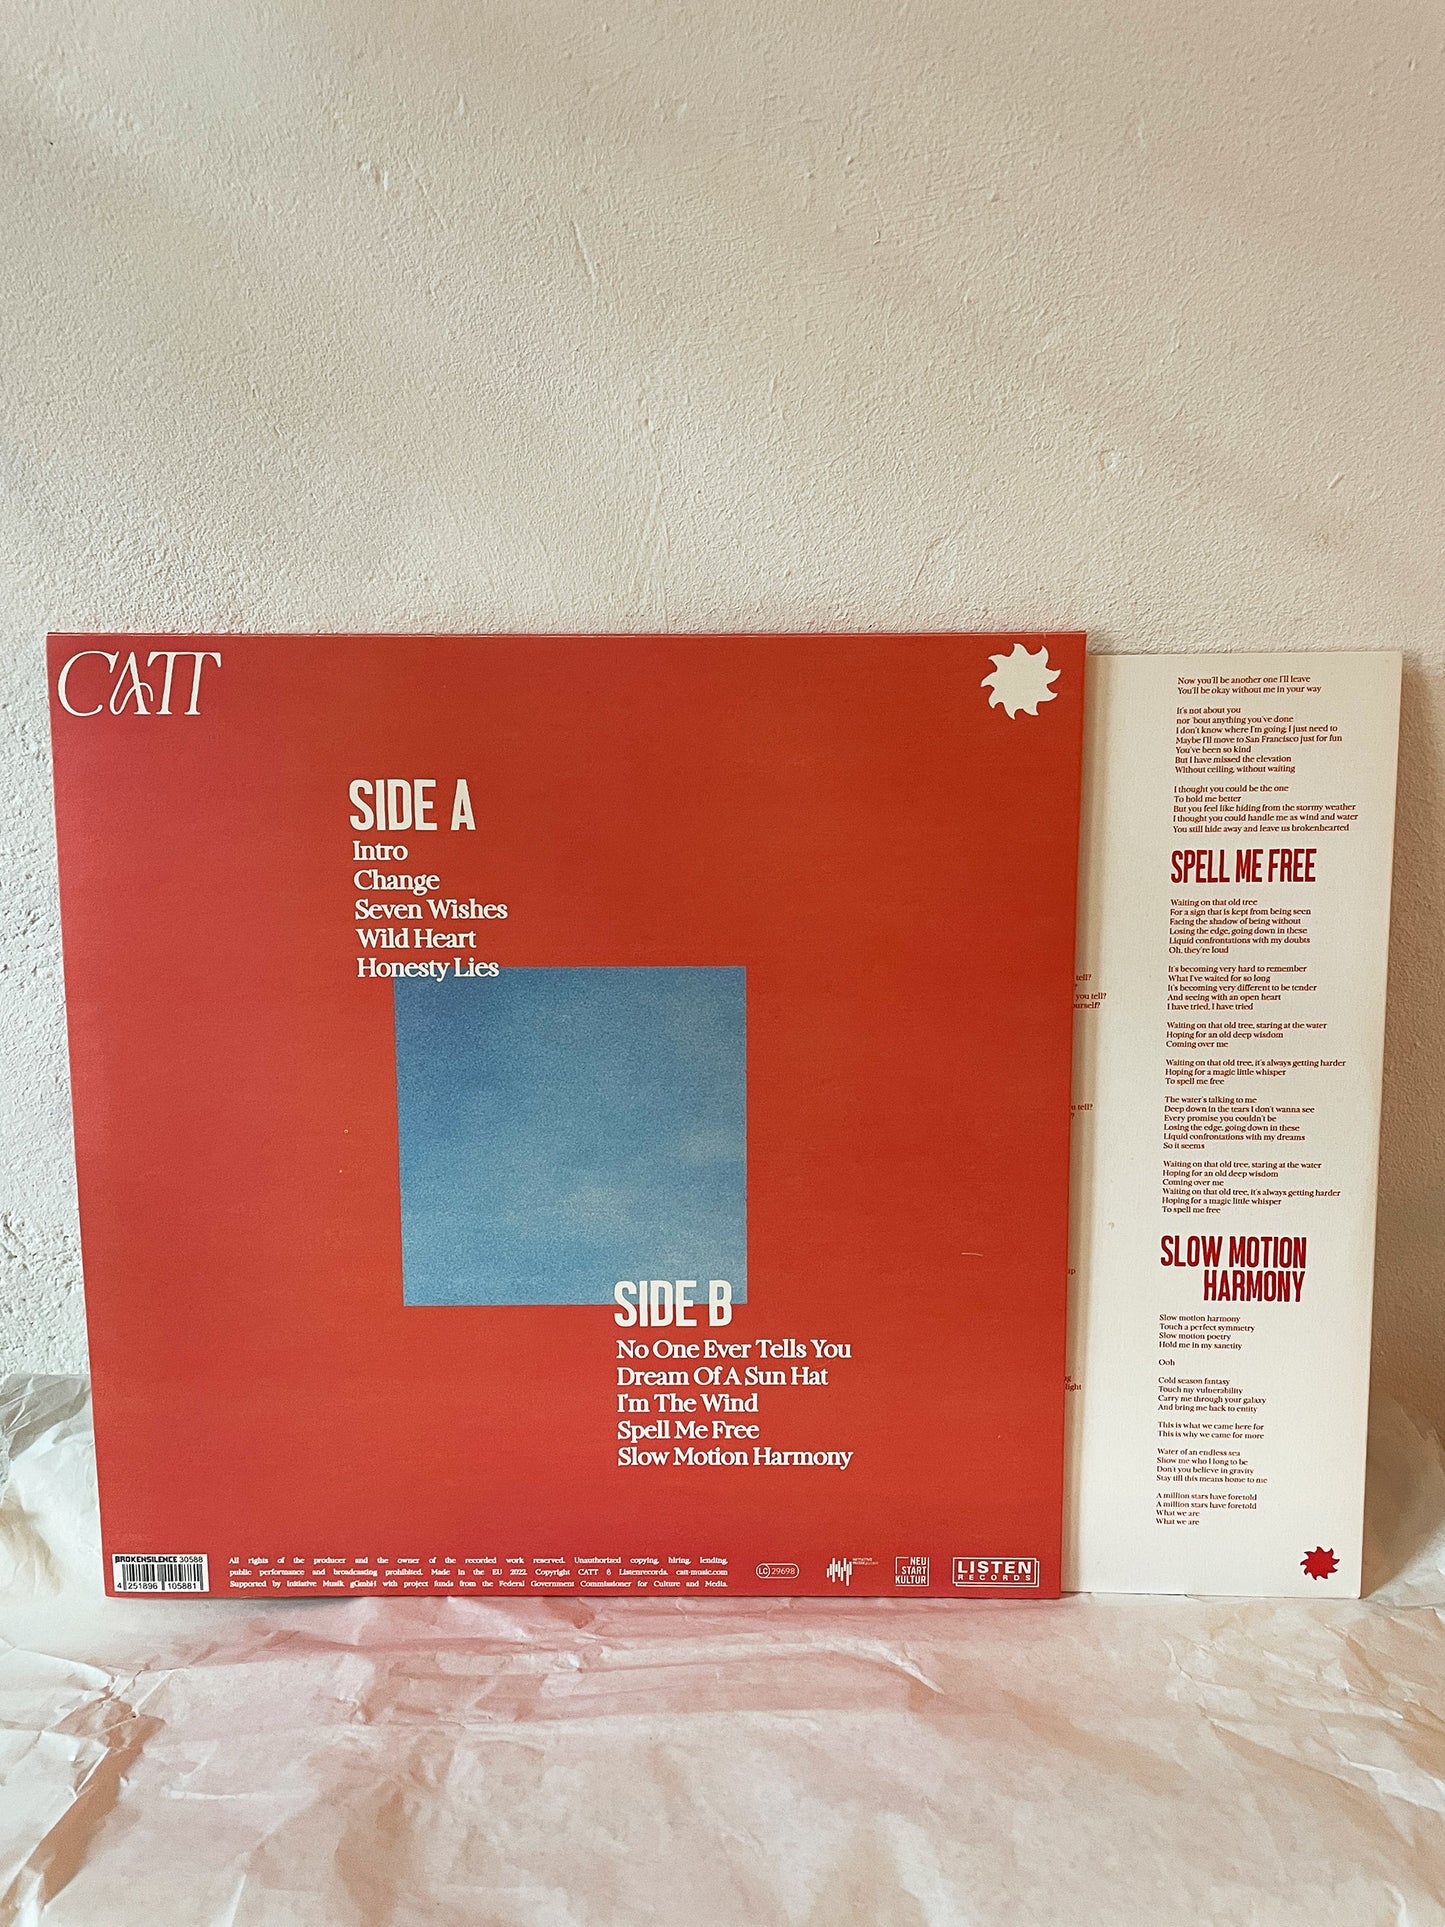 CATT
SIDE A
Intro
Change
Seven Wishes
Wild Heart
Honesty Lies
SIDE B
No One Ever Tells You
Dream Of A Sun Hat
I'm The Wind
Spell Me Free
Slow Motion Harmony
BROKENSILENCE 30588
4 251896 105881
All rights of the producer and the owner of the recorded work reserved. Unauthorized copying, hiring, lending,
public performance and broadcasting prohibited. Made in the EU 2022. Copyright CATT & Listenrecords. catt-music.com
Supported by Initiative Musik gGmbH with project funds from the Federal Government Commissioner for Culture and Media.
LC 29698
INITIATIVE
MUSIK
NEU
START
KULTUR
LISTEN
RECORDS
tell?
?
you tell?
ourself?
u tell?
?
up
light
Now you'll be another one I'll leave
You'll be okay without me in your way
It's not about you
nor 'bout anything you've done
I don't know where I'm going; I just need to
Maybe I'll move to San Francisco just for fun
You've been so kind
But I have missed the elevation
Without ceiling, without waiting
I thought you could be the one
To hold me better
But you feel like hiding from the stormy weather
I thought you could handle me as wind and water
You still hide away and leave us brokenhearted
SPELL ME FREE
Waiting on that old tree
For a sign that is kept from being seen
Facing the shadow of being without
Losing the edge, going down in these
Liquid confrontations with my doubts
Oh, they're loud
It's becoming very hard to remember
What I've waited for so long
It's becoming very different to be tender
And seeing with an open heart
I have tried, I have tried
Waiting on that old tree, staring at the water
Hoping for an old deep wisdom
Coming over me
Waiting on that old tree, it's always getting harder
Hoping for a magic little whisper
To spell me free
The water's talking to me
Deep down in the tears I don't wanna see
Every promise you couldn't be
Losing the edge, going down in these
Liquid confrontations with my dreams
So it seems
Waiting on that old tree, staring at the water
Hoping for an old deep wisdom
Coming over me
Waiting on that old tree, it's always getting harder
Hoping for a magic little whisper
To spell me free
SLOW MOTION
HARMONY
Slow motion harmony
Touch a perfect symmetry
Slow motion poetry
Hold me in my sanctity
Ooh
Cold season fantasy
Touch my vulnerability
Carry me through your galaxy
And bring me back to entity
This is what we came here for
This is why we came for more
Water of an endless sea
Show me who I long to be
Don't you believe in gravity
Stay till this means home to me
A million stars have foretold
A million stars have foretold
What we are
What we are